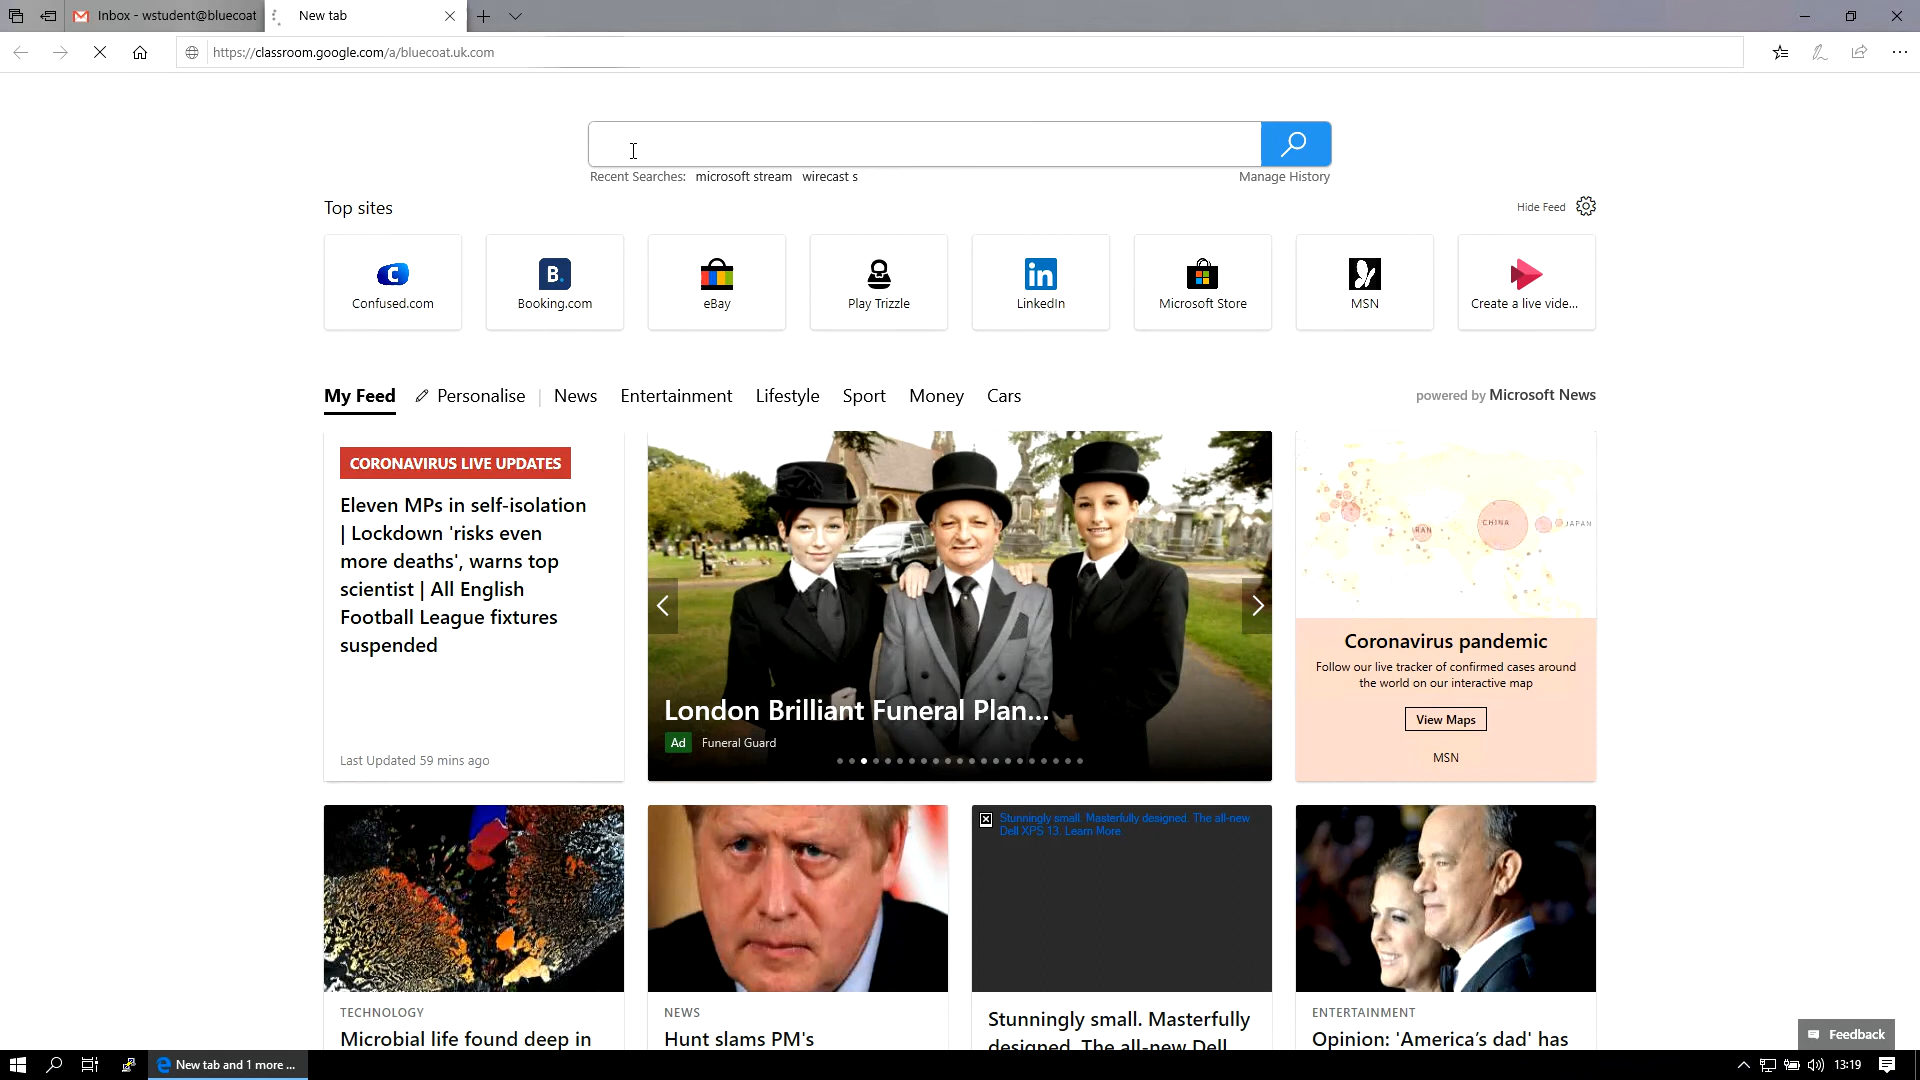 Inbox - wstudent@bluecoat
New tab
https://classroom.google.com/a/bluecoat.uk.com
Recent Searches: microsoft stream wirecast s
Manage History
Top sites
Hide Feed
Confused.com
Booking.com
eBay
Play Trizzle
LinkedIn
Microsoft Store
MSN
Create a live vide...
My Feed
Personalise
News
Entertainment
Lifestyle
Sport
Money
Cars
powered by Microsoft News
CORONAVIRUS LIVE UPDATES
Eleven MPs in self-isolation
| Lockdown 'risks even
more deaths', warns top
scientist | All English
Football League fixtures
suspended
Last Updated 59 mins ago
London Brilliant Funeral Plan...
Ad Funeral Guard
IRAN
CHINA
JAPAN
Coronavirus pandemic
Follow our live tracker of confirmed cases around
the world on our interactive map
View Maps
MSN
Stunningly small. Masterfully designed. The all-new
Dell XPS 13. Learn More
TECHNOLOGY
Microbial life found deep in
NEWS
Hunt slams PM's
Stunningly small. Masterfully
designed. The all-new Dell
ENTERTAINMENT
Opinion: 'America's dad' has
Feedback
New tab and 1 more ...
13:19